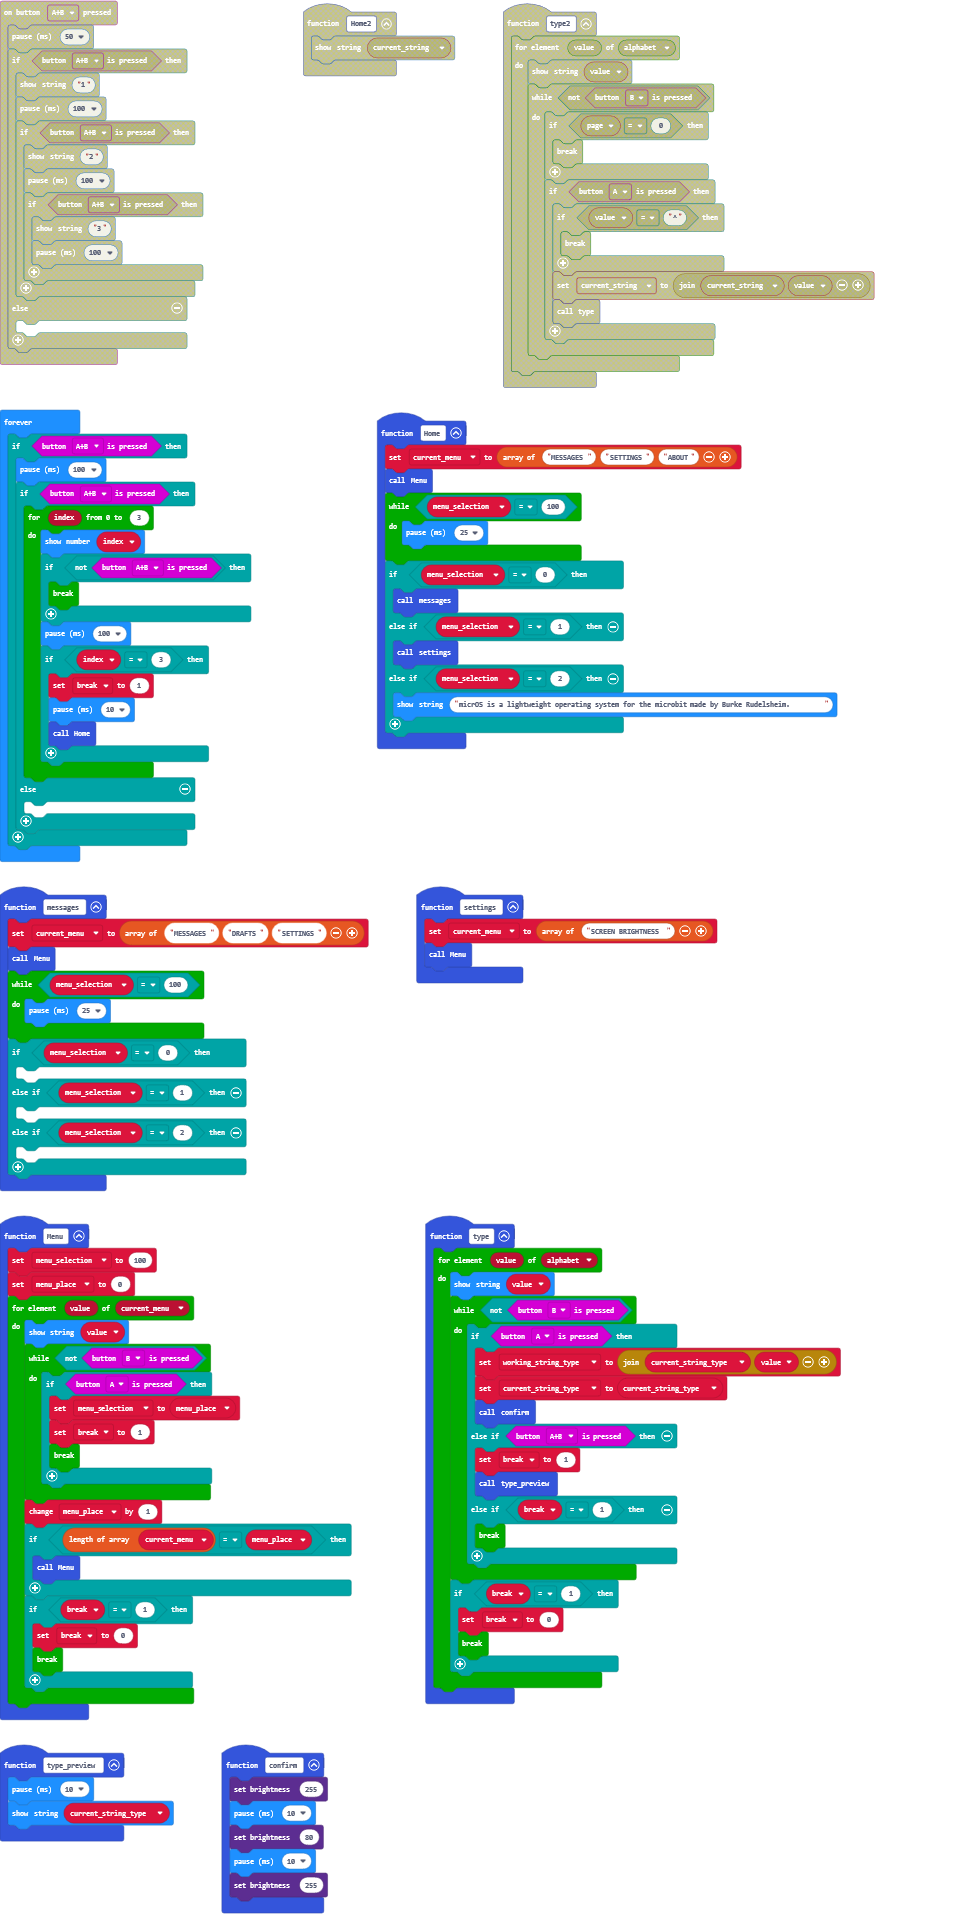 on button A+B pressed
pause (ms) 50
if button A+B is pressed then
show string "1"
pause (ms) 100
if button A+B is pressed then
show string "2"
pause (ms) 100
if button A+B is pressed then
show string "3"
pause (ms) 100
else
function Home2
show string current_string
function type2
for element value of alphabet
do
show string value
while not button B is pressed
do
if page = 0 then
break
if button A is pressed then
if value = "^" then
break
set current_string to join current_string value
call type
forever
if button A+B is pressed then
pause (ms) 100
if button A+B is pressed then
for index from 0 to 3
do
show number index
if not button A+B is pressed then
break
pause (ms) 100
if index = 3 then
set break to 1
pause (ms) 10
call Home
else
function Home
set current_menu to array of "MESSAGES " "SETTINGS " "ABOUT "
call Menu
while menu_selection = 100
do
pause (ms) 25
if menu_selection = 0 then
call messages
else if menu_selection = 1 then
call settings
else if menu_selection = 2 then
show string "micrOS is a lightweight operating system for the microbit made by Burke Rudelsheim. "
function messages
set current_menu to array of "MESSAGES " "DRAFTS " "SETTINGS "
call Menu
while menu_selection = 100
do
pause (ms) 25
if menu_selection = 0 then
else if menu_selection = 1 then
else if menu_selection = 2 then
function settings
set current_menu to array of "SCREEN BRIGHTNESS "
call Menu
function Menu
set menu_selection to 100
set menu_place to 0
for element value of current_menu
do
show string value
while not button B is pressed
do
if button A is pressed then
set menu_selection to menu_place
set break to 1
break
change menu_place by 1
if length of array current_menu = menu_place then
call Menu
if break = 1 then
set break to 0
break
function type
for element value of alphabet
do
show string value
while not button B is pressed
do
if button A is pressed then
set working_string_type to join current_string_type value
set current_string_type to current_string_type
call confirm
else if button A+B is pressed then
set break to 1
call type_preview
else if break = 1 then
break
if break = 1 then
set break to 0
break
function type_preview
pause (ms) 10
show string current_string_type
function confirm
set brightness 255
pause (ms) 10
set brightness 80
pause (ms) 10
set brightness 255